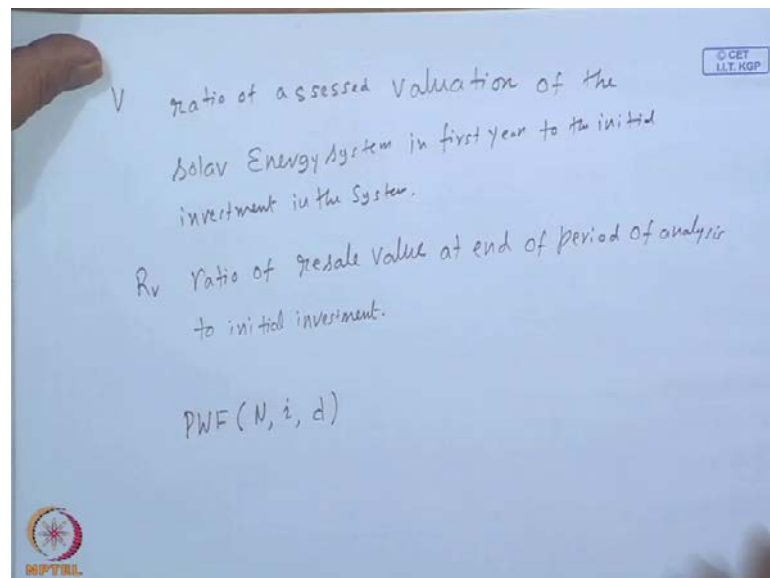 © CET
I.I.T. KGP
V ratio of assessed valuation of the
Solar Energy System in first year to the initial
investment in the System.
Rv ratio of resale value at end of period of analysis
to initial investment.
PWF (N, i, d)
NPTEL